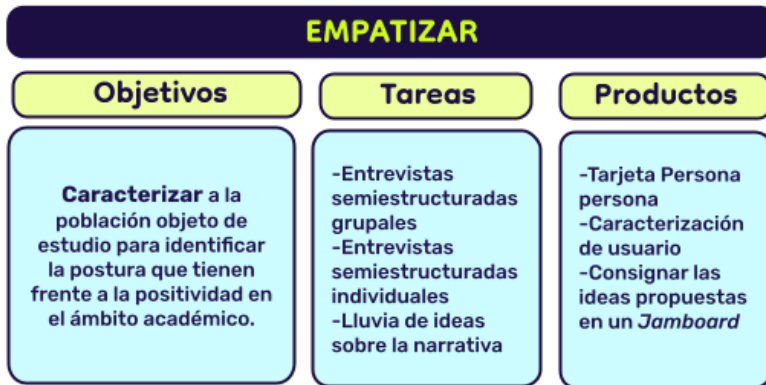 EMPATIZAR
Objetivos
Caracterizar a la
población objeto de
estudio para identificar
la postura que tienen
frente a la positividad en
el ámbito académico.
Tareas
-Entrevistas
semiestructuradas
grupales
-Entrevistas
semiestructuradas
individuales
-Lluvia de ideas
sobre la narrativa
Productos
-Tarjeta Persona
persona
-Caracterización
de usuario
-Consignar las
ideas propuestas
en un Jamboard